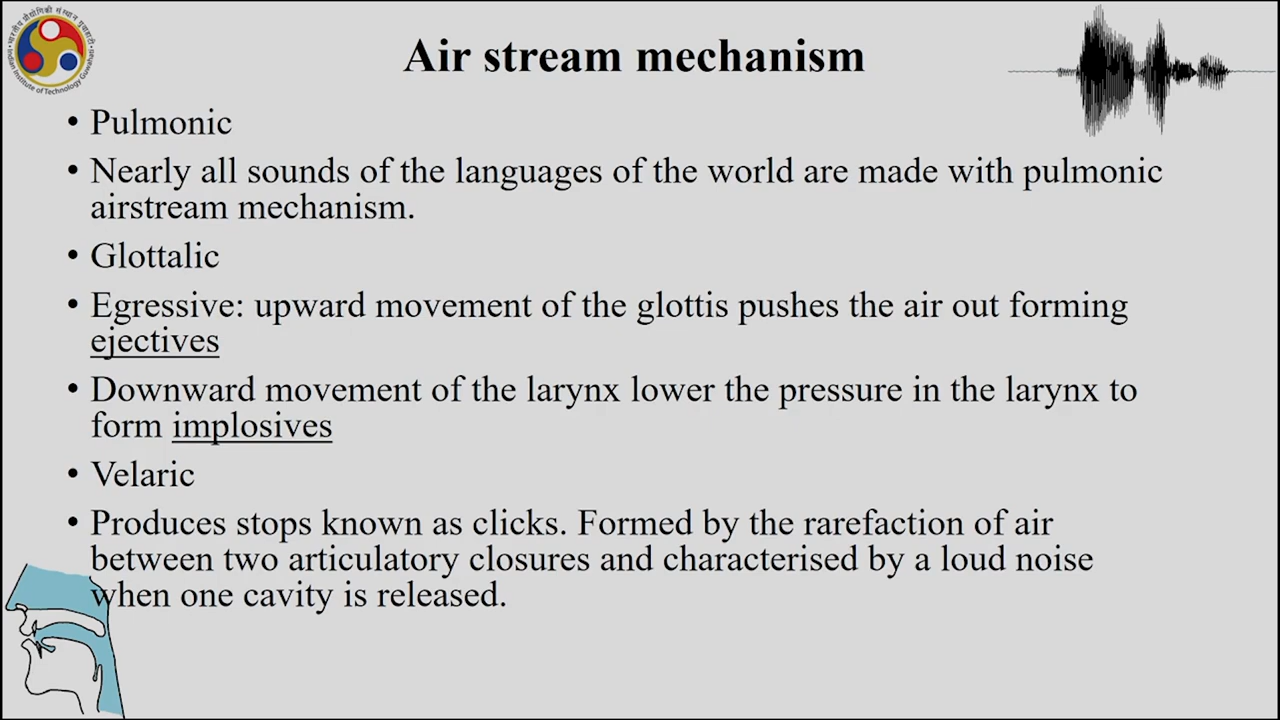 Air stream mechanism
• Pulmonic
• Nearly all sounds of the languages of the world are made with pulmonic
airstream mechanism.
• Glottalic
• Egressive: upward movement of the glottis pushes the air out forming
ejectives
• Downward movement of the larynx lower the pressure in the larynx to
form implosives
• Velaric
• Produces stops known as clicks. Formed by the rarefaction of air
between two articulatory closures and characterised by a loud noise
when one cavity is released.